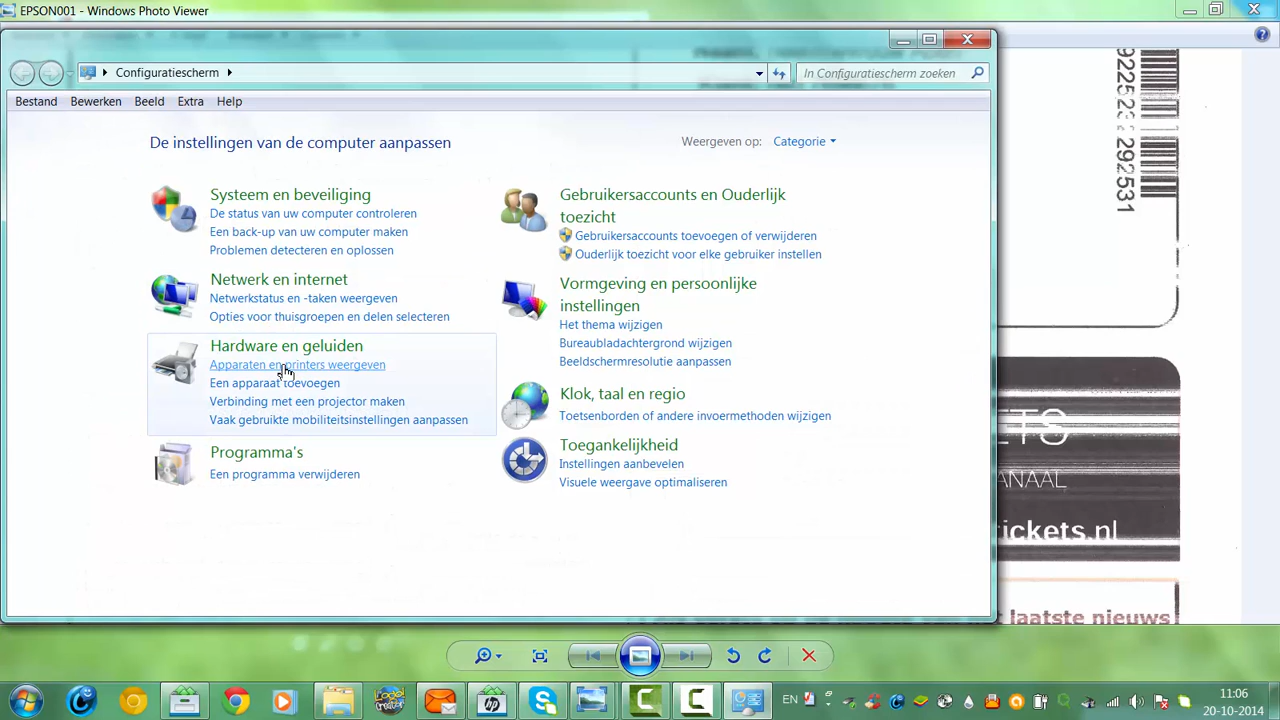 EPSON001 - Windows Photo Viewer
Configuratiescherm
In Configuratiescherm zoeken
Bestand Bewerken Beeld Extra Help
De instellingen van de computer aanpassen
Weergeven op: Categorie
Systeem en beveiliging
De status van uw computer controleren
Een back-up van uw computer maken
Problemen detecteren en oplossen
Netwerk en internet
Netwerkstatus en -taken weergeven
Opties voor thuisgroepen en delen selecteren
Hardware en geluiden
Apparaten en printers weergeven
Een apparaat toevoegen
Verbinding met een projector maken
Vaak gebruikte mobiliteitsinstellingen aanpassen
Programma's
Een programma verwijderen
Gebruikersaccounts en Ouderlijk
toezicht
Gebruikersaccounts toevoegen of verwijderen
Ouderlijk toezicht voor elke gebruiker instellen
Vormgeving en persoonlijke
instellingen
Het thema wijzigen
Bureaubladachtergrond wijzigen
Beeldschermresolutie aanpassen
Klok, taal en regio
Toetsenborden of andere invoermethoden wijzigen
Toegankelijkheid
Instellingen aanbevelen
Visuele weergave optimaliseren
ETS
ANAAL
ickets.nl
t laatste nieuws
EN
11:06
20-10-2014